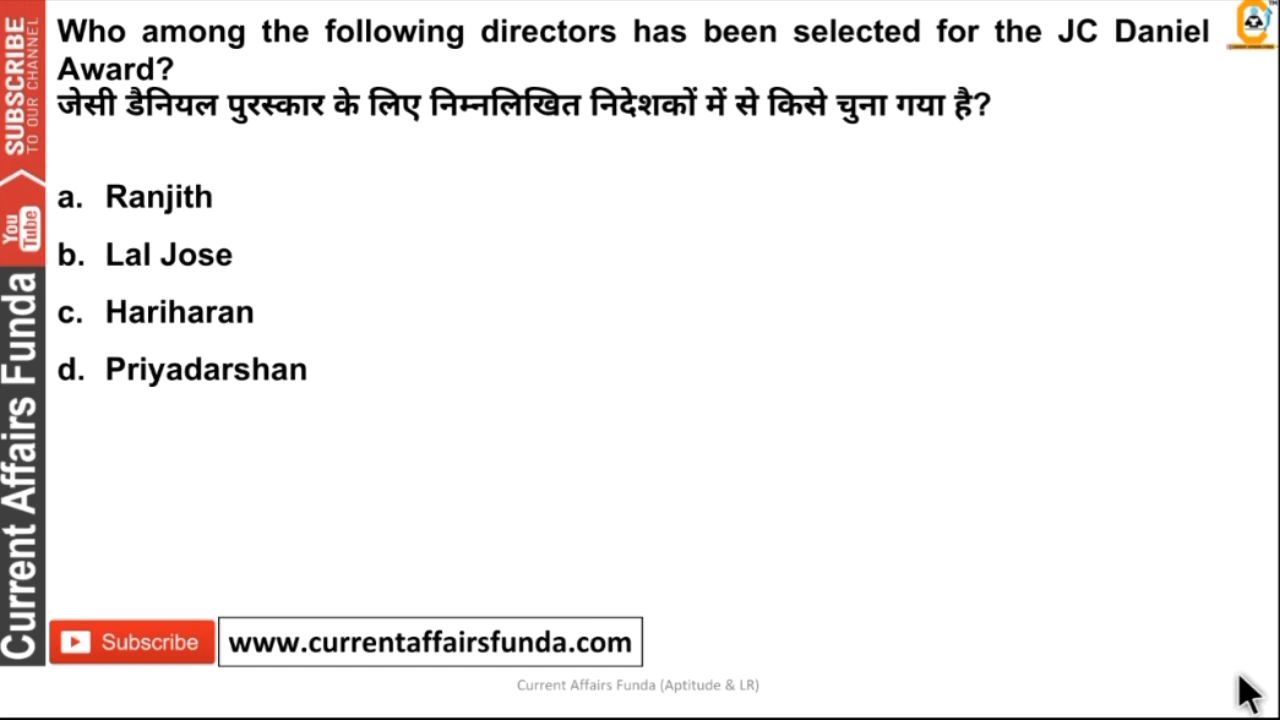 Who among the following directors has been selected for the JC Daniel
Award?
जेसी डैनियल पुरस्कार के लिए निम्नलिखित निदेशकों में से किसे चुना गया है?
a. Ranjith
b. Lal Jose
c. Hariharan
d. Priyadarshan
SUBSCRIBE
TO OUR CHANNEL
You Tube
Current Affairs Funda
Subscribe
www.currentaffairsfunda.com
Current Affairs Funda (Aptitude & LR)